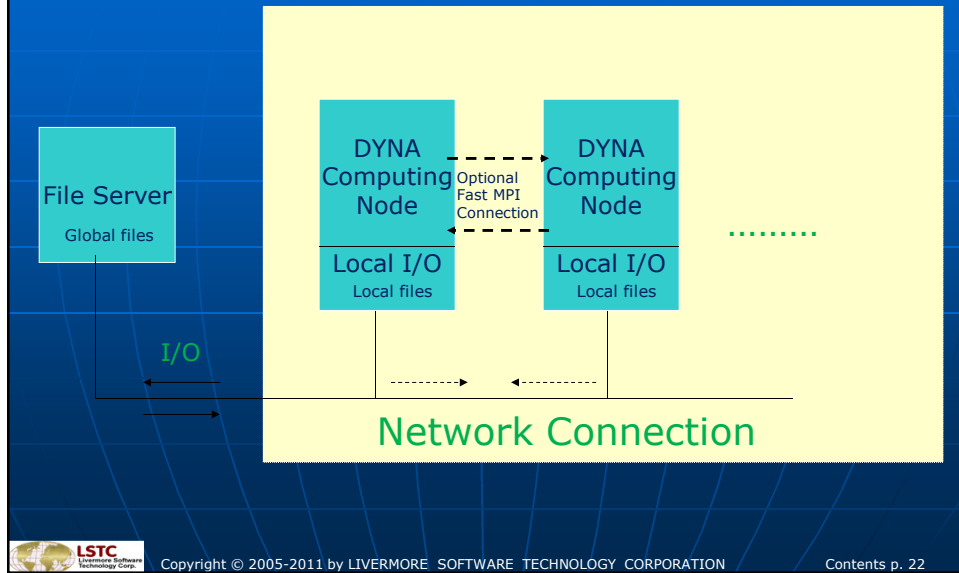 File Server
Global files
DYNA
Computing
Node
Local I/O
Local files
Optional
Fast MPI
Connection
DYNA
Computing
Node
Local I/O
Local files
.........
I/O
Network Connection
LSTC
Livermore Software
Technology Corp.
Copyright © 2005-2011 by LIVERMORE SOFTWARE TECHNOLOGY CORPORATION
Contents p. 22